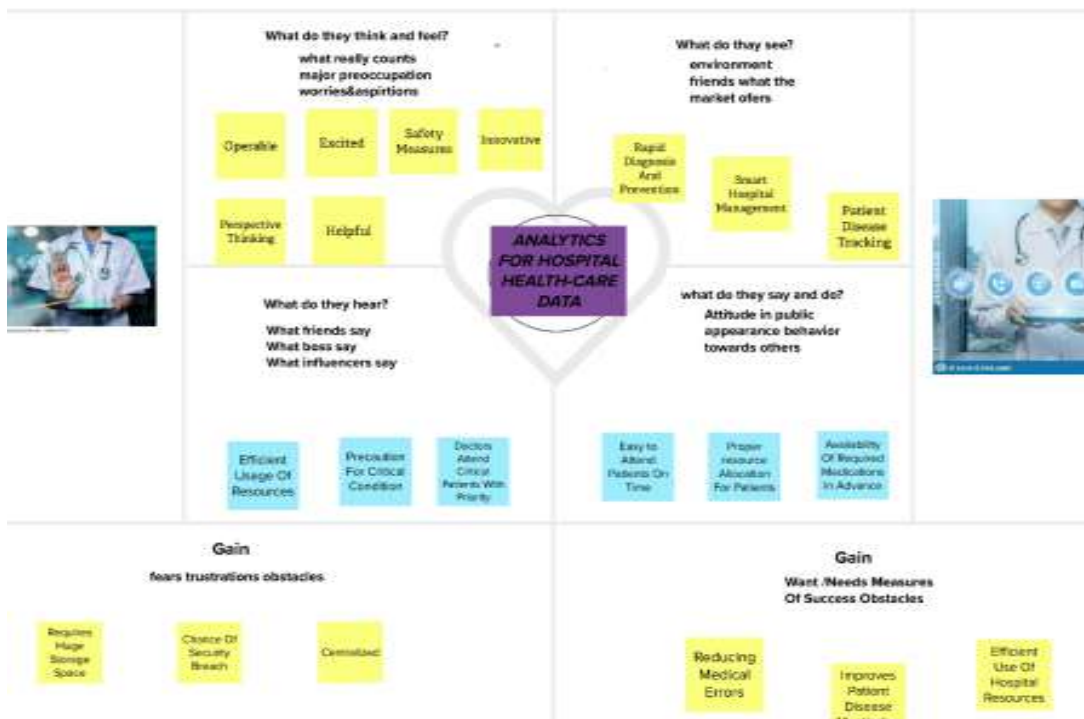 What do they think and feel?
what really counts
major preoccupation
worries&aspirtions
Operable
Excited
Safety
Measures
Innovative
Perspective
Thinking
Helpful
What do thay see?
environment
friends what the
market ofers
Rapid
Diagnosis
And
Prevention
Smart
Hospital
Management
Patient
Disease
Tracking
ANALYTICS
FOR HOSPITAL
HEALTH-CARE
DATA
What do they hear?
What friends say
What boss say
What influencers say
Efficient
Usage Of
Resources
Precaution
For Critical
Condition
Doctors
Attend
Critical
Patients With
Priority
what do they say and do?
Attitude in public
appearance behavior
towards others
Easy to
Attend
Patients On
Time
Proper
resource
Allocation
For Patients
Availability
Of Required
Medications
In Advance
Gain
fears trustrations obstacles
Requires
Huge
Storage
Space
Chance Of
Security
Breach
Centralized
Gain
Want /Needs Measures
Of Success Obstacles
Reducing
Medical
Errors
Improves
Patient
Disease
Efficient
Use Of
Hospital
Resources